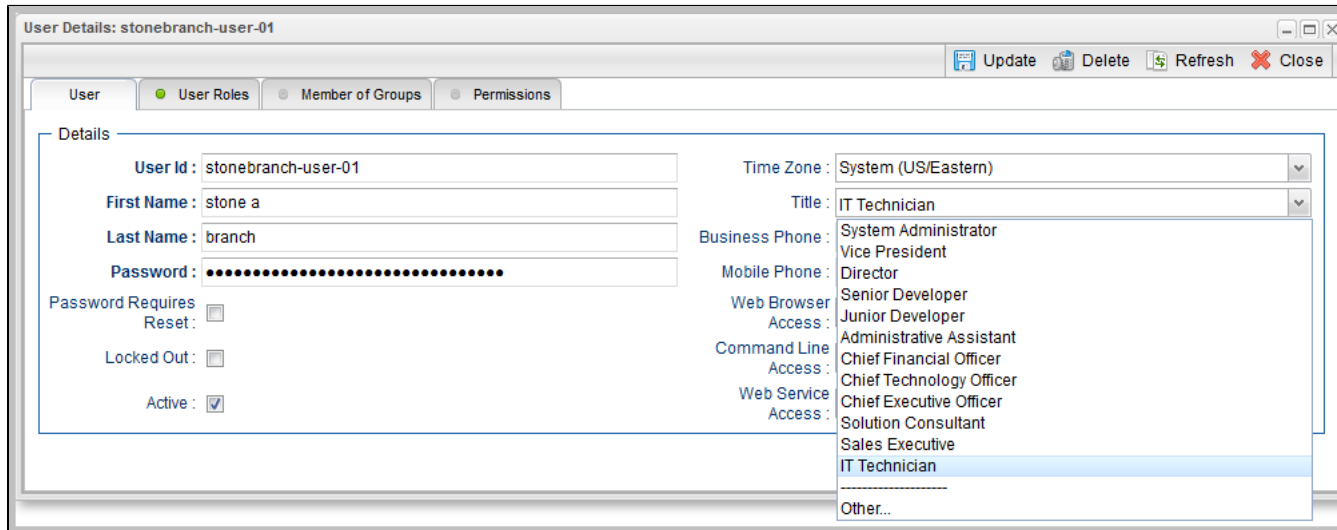 User Details: stonebranch-user-01
Update Delete Refresh Close
User User Roles Member of Groups Permissions
Details
User Id : stonebranch-user-01
First Name : stone a
Last Name : branch
Password : ••••••••••••••••••••••••••••••••
Password Requires
Reset :
Locked Out :
Active :
Time Zone : System (US/Eastern)
Title : IT Technician
Business Phone :
Mobile Phone :
Web Browser
Access :
Command Line
Access :
Web Service
Access :
System Administrator
Vice President
Director
Senior Developer
Junior Developer
Administrative Assistant
Chief Financial Officer
Chief Technology Officer
Chief Executive Officer
Solution Consultant
Sales Executive
IT Technician
--------------------
Other...